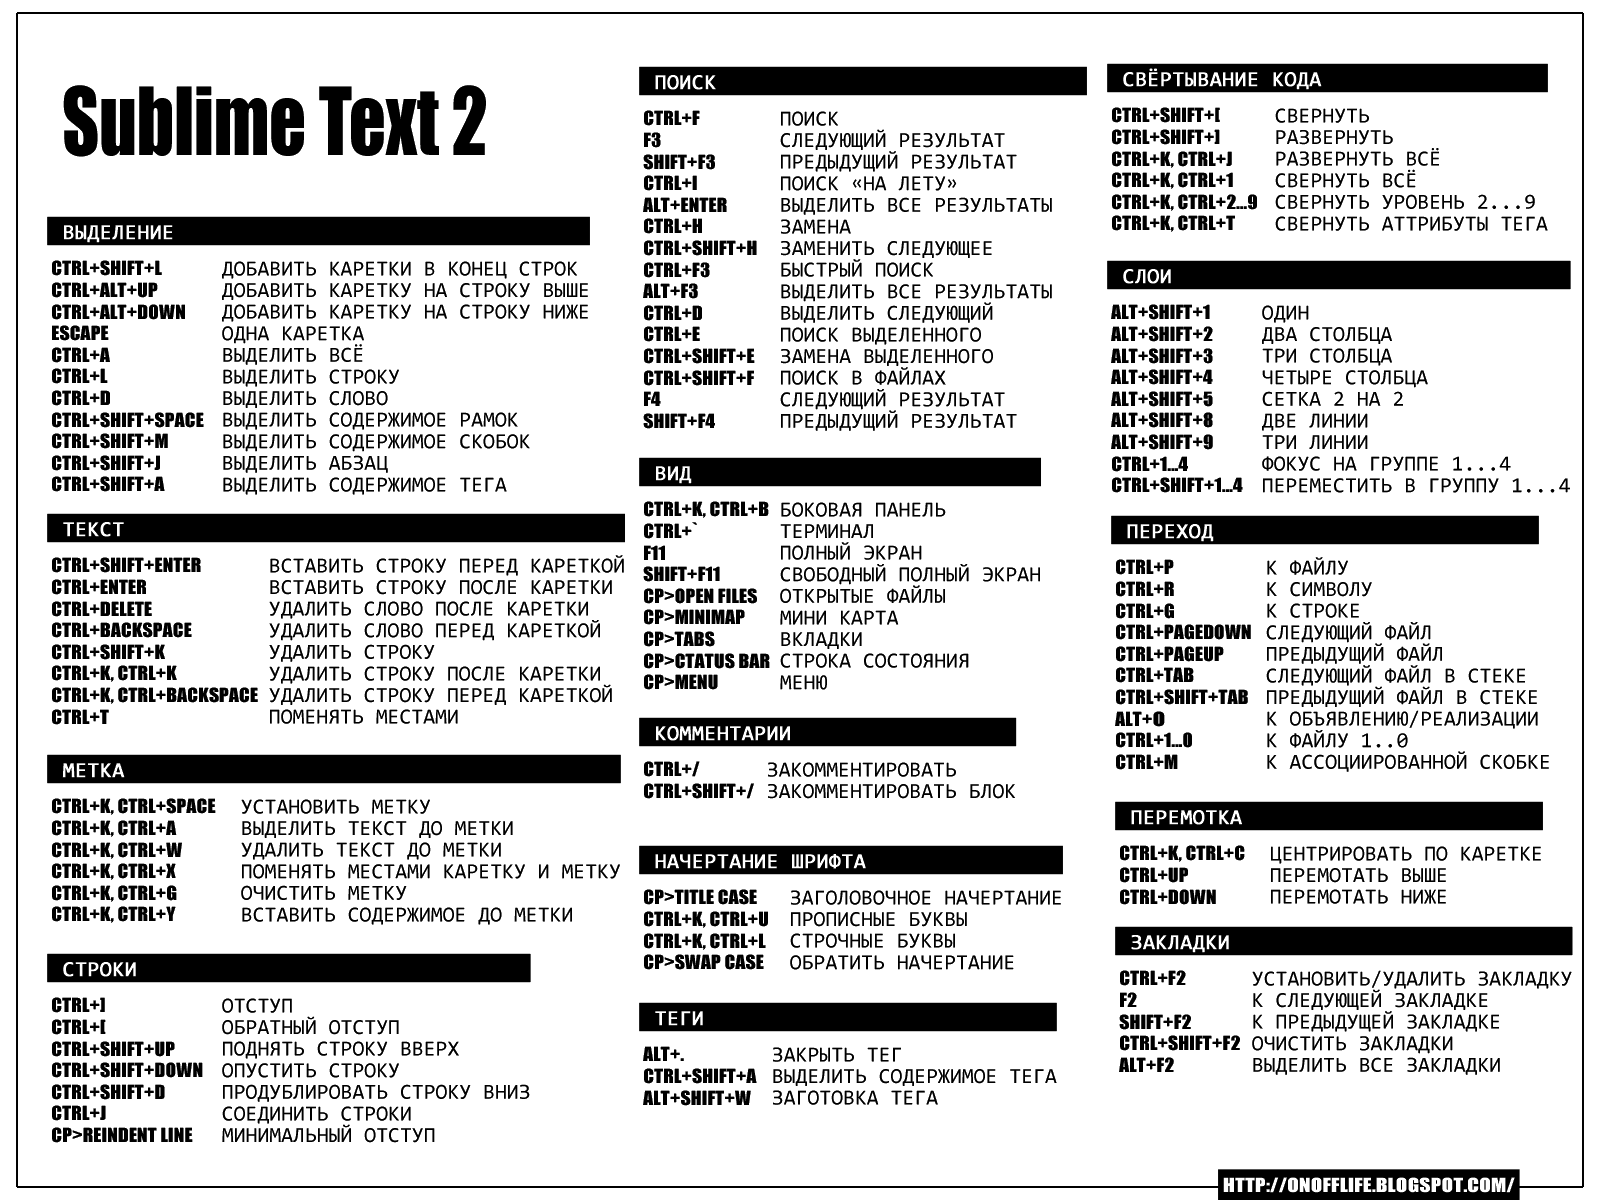 Sublime Text 2
ВЫДЕЛЕНИЕ
CTRL+SHIFT+L ДОБАВИТЬ КАРЕТКИ В КОНЕЦ СТРОК
CTRL+ALT+UP ДОБАВИТЬ КАРЕТКУ НА СТРОКУ ВЫШЕ
CTRL+ALT+DOWN ДОБАВИТЬ КАРЕТКУ НА СТРОКУ НИЖЕ
ESCAPE ОДНА КАРЕТКА
CTRL+A ВЫДЕЛИТЬ ВСЁ
CTRL+L ВЫДЕЛИТЬ СТРОКУ
CTRL+D ВЫДЕЛИТЬ СЛОВО
CTRL+SHIFT+SPACE ВЫДЕЛИТЬ СОДЕРЖИМОЕ РАМОК
CTRL+SHIFT+M ВЫДЕЛИТЬ СОДЕРЖИМОЕ СКОБОК
CTRL+SHIFT+J ВЫДЕЛИТЬ АБЗАЦ
CTRL+SHIFT+A ВЫДЕЛИТЬ СОДЕРЖИМОЕ ТЕГА
ТЕКСТ
CTRL+SHIFT+ENTER ВСТАВИТЬ СТРОКУ ПЕРЕД КАРЕТКОЙ
CTRL+ENTER ВСТАВИТЬ СТРОКУ ПОСЛЕ КАРЕТКИ
CTRL+DELETE УДАЛИТЬ СЛОВО ПОСЛЕ КАРЕТКИ
CTRL+BACKSPACE УДАЛИТЬ СЛОВО ПЕРЕД КАРЕТКОЙ
CTRL+SHIFT+K УДАЛИТЬ СТРОКУ
CTRL+K, CTRL+K УДАЛИТЬ СТРОКУ ПОСЛЕ КАРЕТКИ
CTRL+K, CTRL+BACKSPACE УДАЛИТЬ СТРОКУ ПЕРЕД КАРЕТКОЙ
CTRL+T ПОМЕНЯТЬ МЕСТАМИ
МЕТКА
CTRL+K, CTRL+SPACE УСТАНОВИТЬ МЕТКУ
CTRL+K, CTRL+A ВЫДЕЛИТЬ ТЕКСТ ДО МЕТКИ
CTRL+K, CTRL+W УДАЛИТЬ ТЕКСТ ДО МЕТКИ
CTRL+K, CTRL+X ПОМЕНЯТЬ МЕСТАМИ КАРЕТКУ И МЕТКУ
CTRL+K, CTRL+G ОЧИСТИТЬ МЕТКУ
CTRL+K, CTRL+Y ВСТАВИТЬ СОДЕРЖИМОЕ ДО МЕТКИ
СТРОКИ
CTRL+] ОТСТУП
CTRL+[ ОБРАТНЫЙ ОТСТУП
CTRL+SHIFT+UP ПОДНЯТЬ СТРОКУ ВВЕРХ
CTRL+SHIFT+DOWN ОПУСТИТЬ СТРОКУ
CTRL+SHIFT+D ПРОДУБЛИРОВАТЬ СТРОКУ ВНИЗ
CTRL+J СОЕДИНИТЬ СТРОКИ
CP>REINDENT LINE МИНИМАЛЬНЫЙ ОТСТУП
ПОИСК
CTRL+F ПОИСК
F3 СЛЕДУЮЩИЙ РЕЗУЛЬТАТ
SHIFT+F3 ПРЕДЫДУЩИЙ РЕЗУЛЬТАТ
CTRL+I ПОИСК «НА ЛЕТУ»
ALT+ENTER ВЫДЕЛИТЬ ВСЕ РЕЗУЛЬТАТЫ
CTRL+H ЗАМЕНА
CTRL+SHIFT+H ЗАМЕНИТЬ СЛЕДУЮЩЕЕ
CTRL+F3 БЫСТРЫЙ ПОИСК
ALT+F3 ВЫДЕЛИТЬ ВСЕ РЕЗУЛЬТАТЫ
CTRL+D ВЫДЕЛИТЬ СЛЕДУЮЩИЙ
CTRL+E ПОИСК ВЫДЕЛЕННОГО
CTRL+SHIFT+E ЗАМЕНА ВЫДЕЛЕННОГО
CTRL+SHIFT+F ПОИСК В ФАЙЛАХ
F4 СЛЕДУЮЩИЙ РЕЗУЛЬТАТ
SHIFT+F4 ПРЕДЫДУЩИЙ РЕЗУЛЬТАТ
ВИД
CTRL+K, CTRL+B БОКОВАЯ ПАНЕЛЬ
CTRL+` ТЕРМИНАЛ
F11 ПОЛНЫЙ ЭКРАН
SHIFT+F11 СВОБОДНЫЙ ПОЛНЫЙ ЭКРАН
CP>OPEN FILES ОТКРЫТЫЕ ФАЙЛЫ
CP>MINIMAP МИНИ КАРТА
CP>TABS ВКЛАДКИ
CP>CTATUS BAR СТРОКА СОСТОЯНИЯ
CP>MENU МЕНЮ
КОММЕНТАРИИ
CTRL+/ ЗАКОММЕНТИРОВАТЬ
CTRL+SHIFT+/ ЗАКОММЕНТИРОВАТЬ БЛОК
НАЧЕРТАНИЕ ШРИФТА
CP>TITLE CASE ЗАГОЛОВОЧНОЕ НАЧЕРТАНИЕ
CTRL+K, CTRL+U ПРОПИСНЫЕ БУКВЫ
CTRL+K, CTRL+L СТРОЧНЫЕ БУКВЫ
CP>SWAP CASE ОБРАТИТЬ НАЧЕРТАНИЕ
ТЕГИ
ALT+. ЗАКРЫТЬ ТЕГ
CTRL+SHIFT+A ВЫДЕЛИТЬ СОДЕРЖИМОЕ ТЕГА
ALT+SHIFT+W ЗАГОТОВКА ТЕГА
СВЁРТЫВАНИЕ КОДА
CTRL+SHIFT+[ СВЕРНУТЬ
CTRL+SHIFT+] РАЗВЕРНУТЬ
CTRL+K, CTRL+J РАЗВЕРНУТЬ ВСЁ
CTRL+K, CTRL+1 СВЕРНУТЬ ВСЁ
CTRL+K, CTRL+2...9 СВЕРНУТЬ УРОВЕНЬ 2...9
CTRL+K, CTRL+T СВЕРНУТЬ АТТРИБУТЫ ТЕГА
СЛОИ
ALT+SHIFT+1 ОДИН
ALT+SHIFT+2 ДВА СТОЛБЦА
ALT+SHIFT+3 ТРИ СТОЛБЦА
ALT+SHIFT+4 ЧЕТЫРЕ СТОЛБЦА
ALT+SHIFT+5 СЕТКА 2 НА 2
ALT+SHIFT+8 ДВЕ ЛИНИИ
ALT+SHIFT+9 ТРИ ЛИНИИ
CTRL+1...4 ФОКУС НА ГРУППЕ 1...4
CTRL+SHIFT+1...4 ПЕРЕМЕСТИТЬ В ГРУППУ 1...4
ПЕРЕХОД
CTRL+P К ФАЙЛУ
CTRL+R К СИМВОЛУ
CTRL+G К СТРОКЕ
CTRL+PAGEDOWN СЛЕДУЮЩИЙ ФАЙЛ
CTRL+PAGEUP ПРЕДЫДУЩИЙ ФАЙЛ
CTRL+TAB СЛЕДУЮЩИЙ ФАЙЛ В СТЕКЕ
CTRL+SHIFT+TAB ПРЕДЫДУЩИЙ ФАЙЛ В СТЕКЕ
ALT+O К ОБЪЯВЛЕНИЮ/РЕАЛИЗАЦИИ
CTRL+1...0 К ФАЙЛУ 1..0
CTRL+M К АССОЦИИРОВАННОЙ СКОБКЕ
ПЕРЕМОТКА
CTRL+K, CTRL+C ЦЕНТРИРОВАТЬ ПО КАРЕТКЕ
CTRL+UP ПЕРЕМОТАТЬ ВЫШЕ
CTRL+DOWN ПЕРЕМОТАТЬ НИЖЕ
ЗАКЛАДКИ
CTRL+F2 УСТАНОВИТЬ/УДАЛИТЬ ЗАКЛАДКУ
F2 К СЛЕДУЮЩЕЙ ЗАКЛАДКЕ
SHIFT+F2 К ПРЕДЫДУЩЕЙ ЗАКЛАДКЕ
CTRL+SHIFT+F2 ОЧИСТИТЬ ЗАКЛАДКИ
ALT+F2 ВЫДЕЛИТЬ ВСЕ ЗАКЛАДКИ
HTTP://ONOFFLIFE.BLOGSPOT.COM/